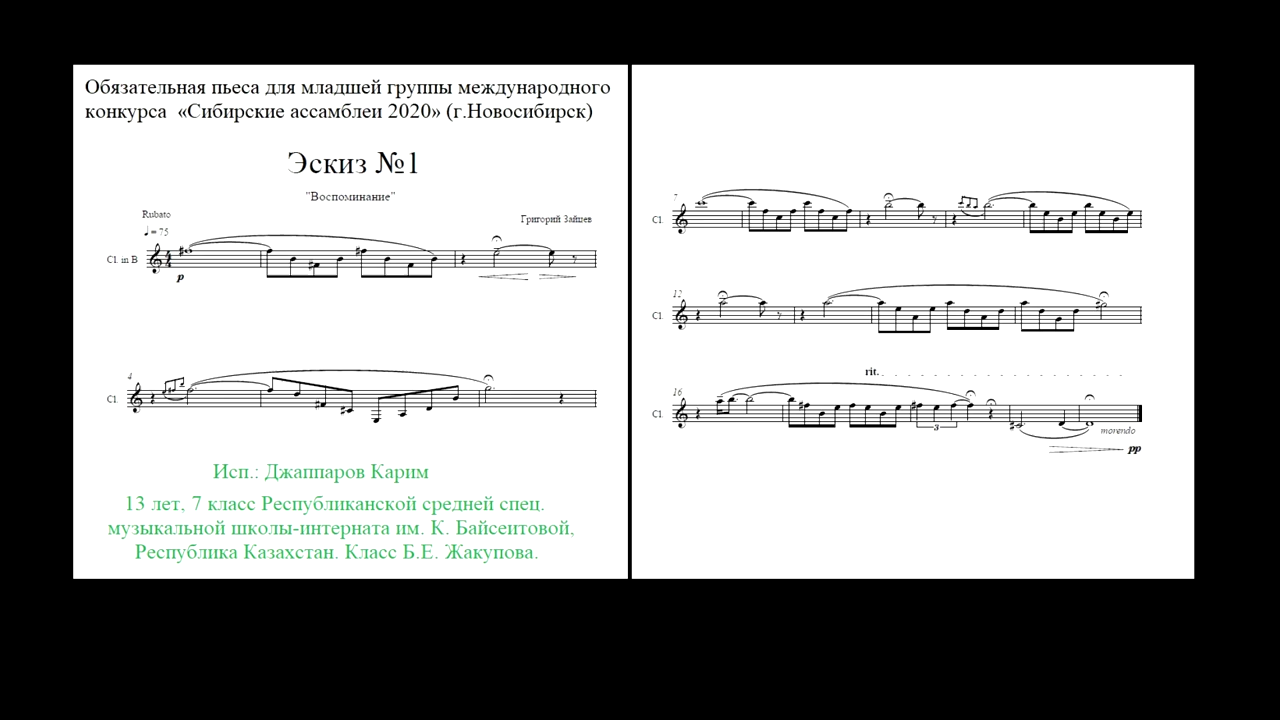 Обязательная пьеса для младшей группы международного
конкурса «Сибирские ассамблеи 2020» (г.Новосибирск)
Эскиз №1
"Воспоминание"
Rubato
♩= 75
Григорий Зайцев
Cl. in B
p
4
Cl.
Исп.: Джаппаров Карим
13 лет, 7 класс Республиканской средней спец.
музыкальной школы-интерната им. К. Байсеитовой,
Республика Казахстан. Класс Б.Е. Жакупова.
7
Cl.
12
Cl.
rit.
16
Cl.
3
morendo
pp